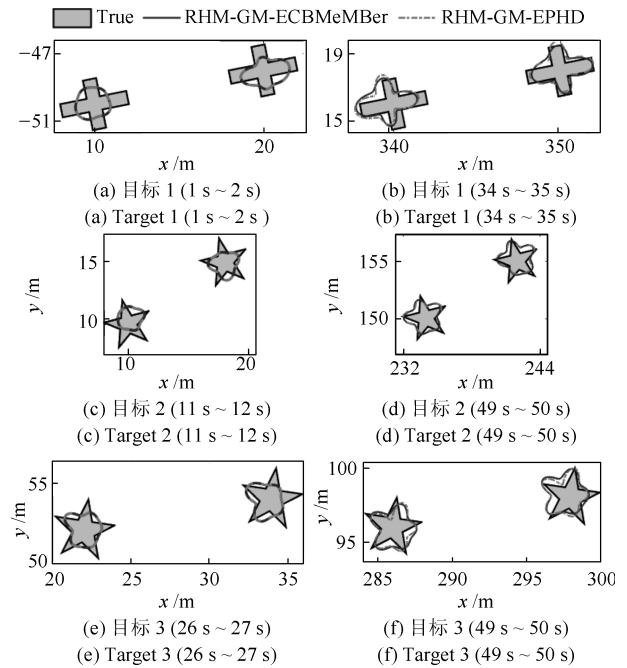 True RHM-GM-ECBMeMBer RHM-GM-EPHD
−47
−51
10 20
x /m
19
15
340 350
x /m
(a) 目标 1 (1 s ~ 2 s)
(a) Target 1 (1 s ~ 2 s )
(b) 目标 1 (34 s ~ 35 s)
(b) Target 1 (34 s ~ 35 s)
y /m
15
10
10 20
x /m
y /m
155
150
232 244
x /m
(c) 目标 2 (11 s ~ 12 s)
(c) Target 2 (11 s ~ 12 s)
(d) 目标 2 (49 s ~ 50 s)
(d) Target 2 (49 s ~ 50 s)
y /m
55
50
20 25 30 35
x /m
y /m
100
95
285 290 295 300
x /m
(e) 目标 3 (26 s ~ 27 s)
(e) Target 3 (26 s ~ 27 s)
(f) 目标 3 (49 s ~ 50 s)
(f) Target 3 (49 s ~ 50 s)